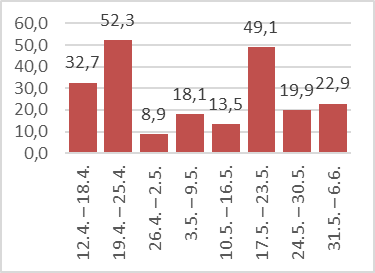 60,0
50,0
40,0
30,0
20,0
10,0
0,0
32,7
52,3
8,9
18,1
13,5
49,1
19,9
22,9
12.4. – 18.4.
19.4. – 25.4.
26.4. – 2.5.
3.5. – 9.5.
10.5. – 16.5.
17.5. – 23.5.
24.5. – 30.5.
31.5. – 6.6.